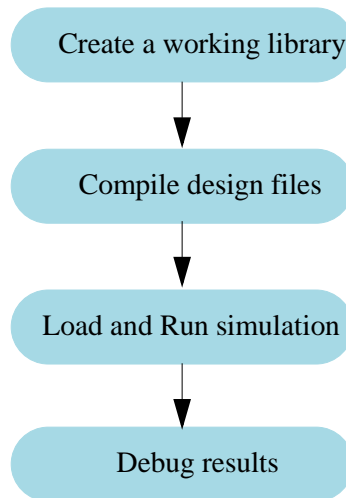 Create a working library
Compile design files
Load and Run simulation
Debug results